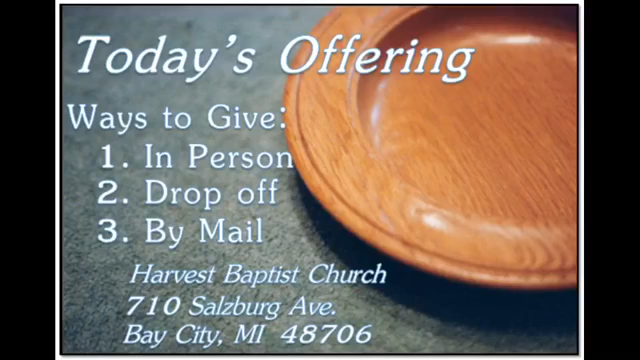 Today's Offering
Ways to Give:
1. In Person
2. Drop off
3. By Mail
Harvest Baptist Church
710 Salzburg Ave.
Bay City, MI 48706